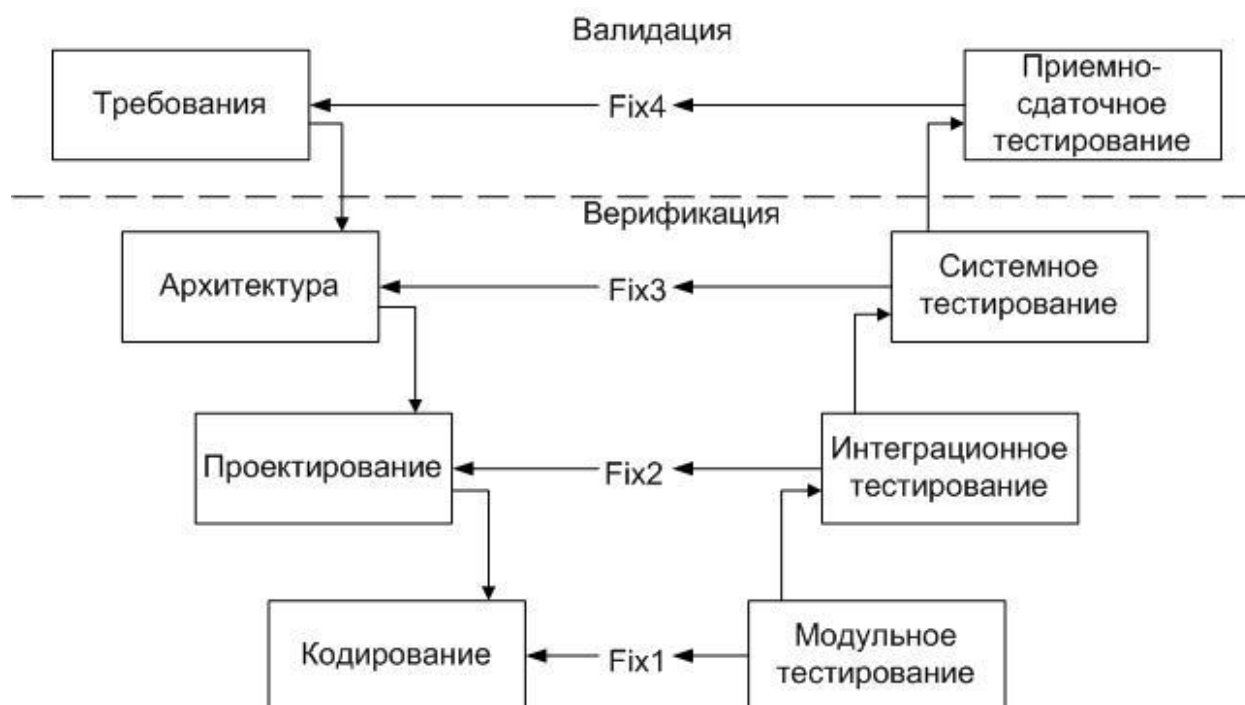 Валидация
Требования
Fix4
Приемно-
сдаточное
тестирование
Верификация
Архитектура
Fix3
Системное
тестирование
Проектирование
Fix2
Интеграционное
тестирование
Кодирование
Fix1
Модульное
тестирование